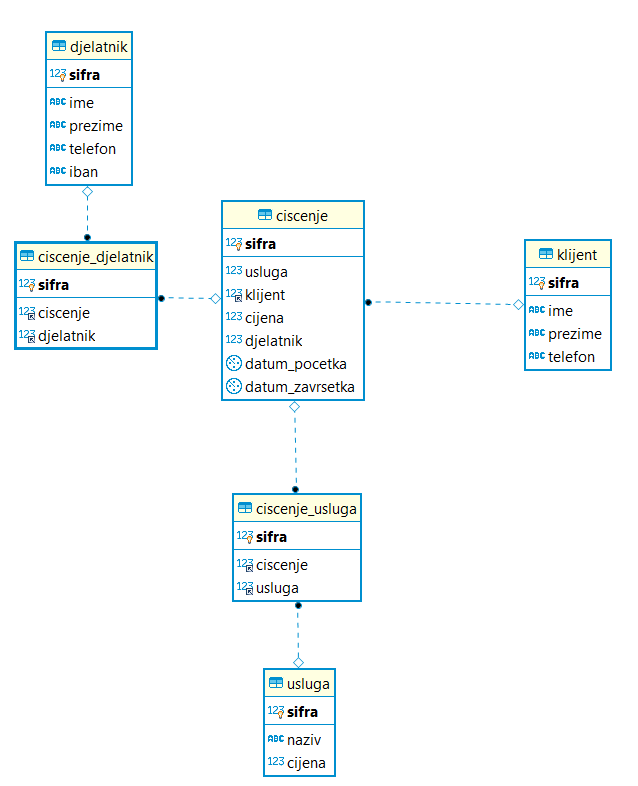 djelatnik
123 sifra
ABC ime
ABC prezime
ABC telefon
ABC iban
ciscenje_djelatnik
123 sifra
123 ciscenje
123 djelatnik
ciscenje
123 sifra
123 usluga
123 klijent
123 cijena
123 djelatnik
datum_pocetka
datum_zavrsetka
klijent
123 sifra
ABC ime
ABC prezime
ABC telefon
ciscenje_usluga
123 sifra
123 ciscenje
123 usluga
usluga
123 sifra
ABC naziv
123 cijena